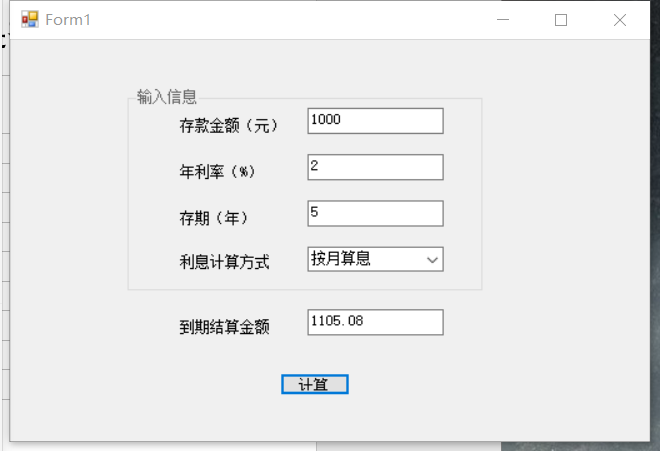 Form1
输入信息
存款金额（元） 1000
年利率（%） 2
存期（年） 5
利息计算方式 按月算息
到期结算金额 1105.08
计算